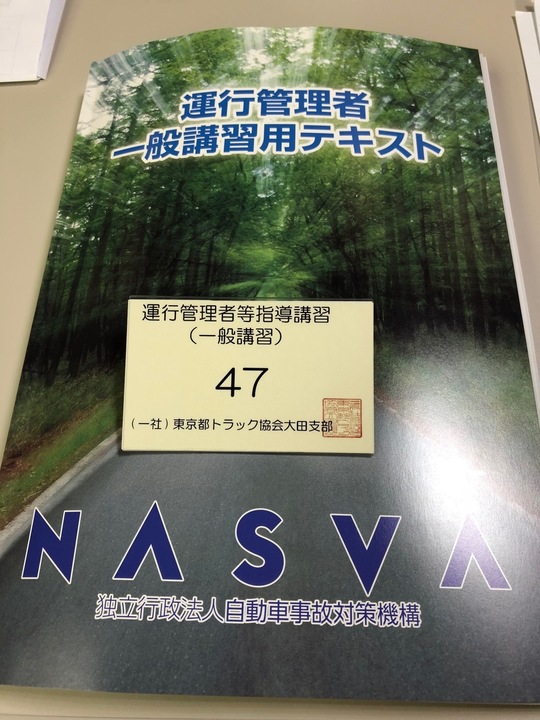 運行管理者
一般講習用テキスト
運行管理者等指導講習
(一般講習)
47
(一社)東京都トラック協会大田支部
NASVA
独立行政法人自動車事故対策機構